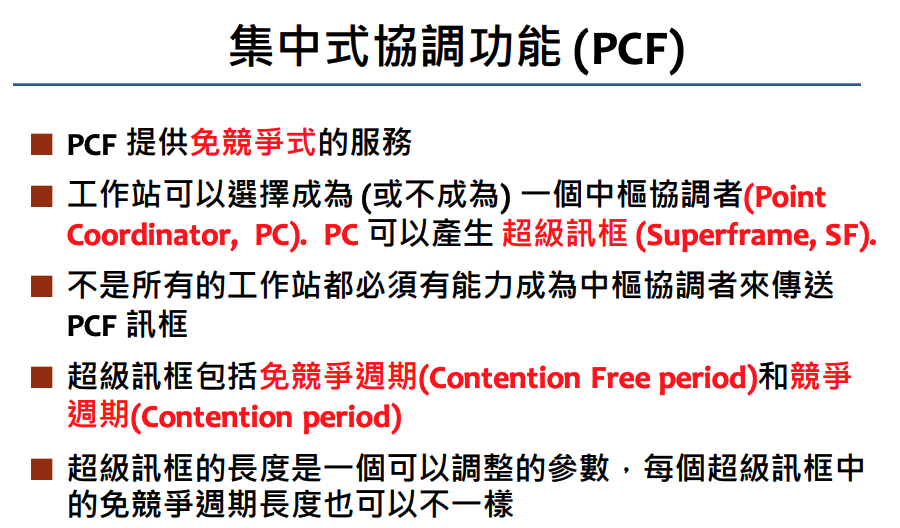 集中式協調功能 (PCF)
PCF 提供免競爭式的服務
工作站可以選擇成為 (或不成為) 一個中樞協調者(Point
Coordinator, PC). PC 可以產生 超級訊框 (Superframe, SF).
不是所有的工作站都必須有能力成為中樞協調者來傳送
PCF 訊框
超級訊框包括免競爭週期(Contention Free period)和競爭
週期(Contention period)
超級訊框的長度是一個可以調整的參數，每個超級訊框中
的免競爭週期長度也可以不一樣